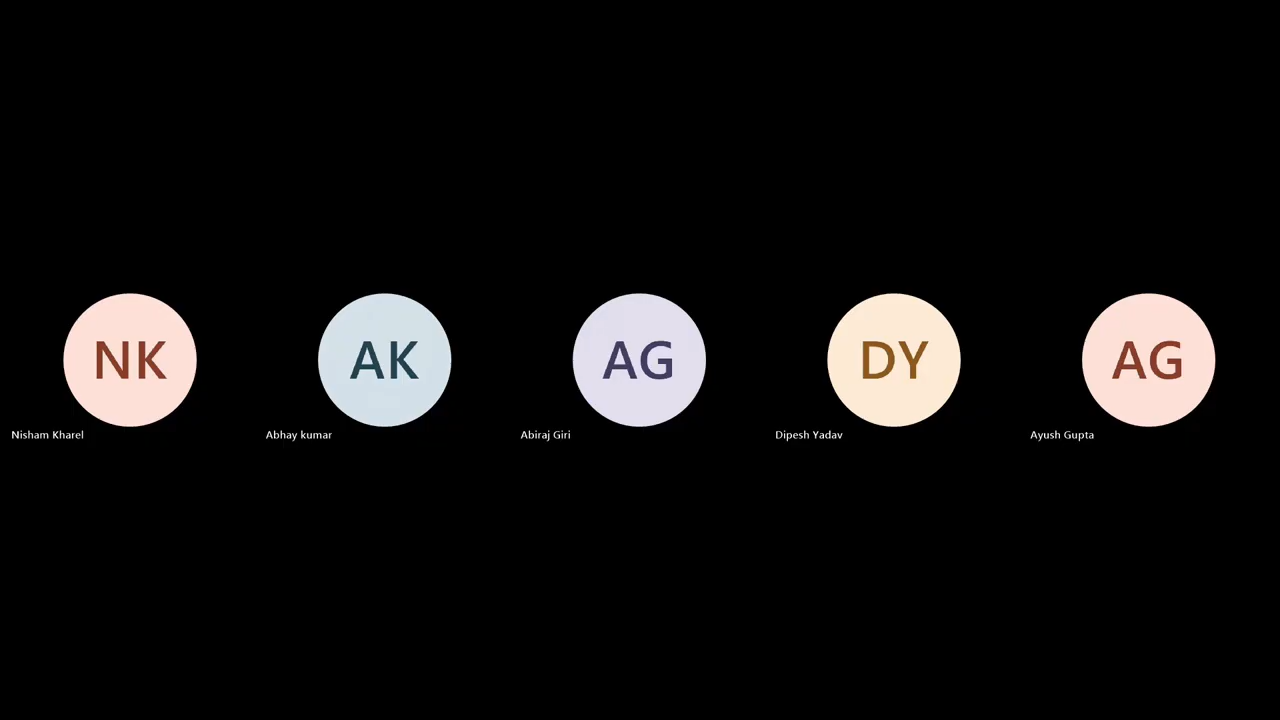 NK
AK
AG
DY
AG
Nisham Kharel
Abhay kumar
Abiraj Giri
Dipesh Yadav
Ayush Gupta